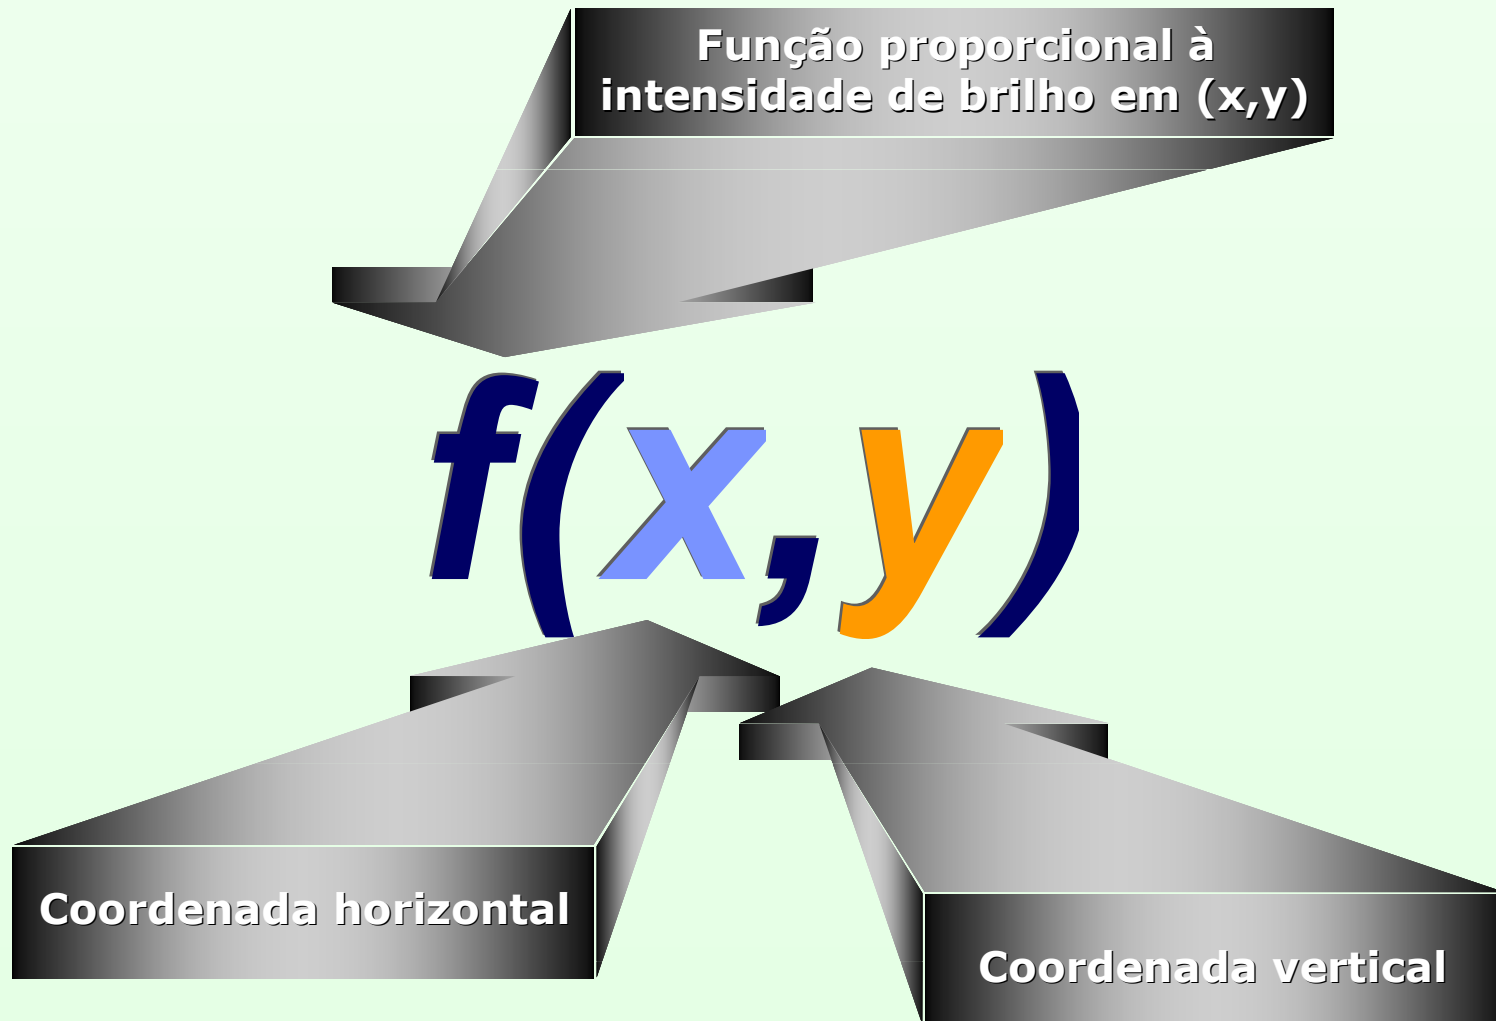 Função proporcional à
intensidade de brilho em (x,y)
f(x,y)
Coordenada horizontal
Coordenada vertical